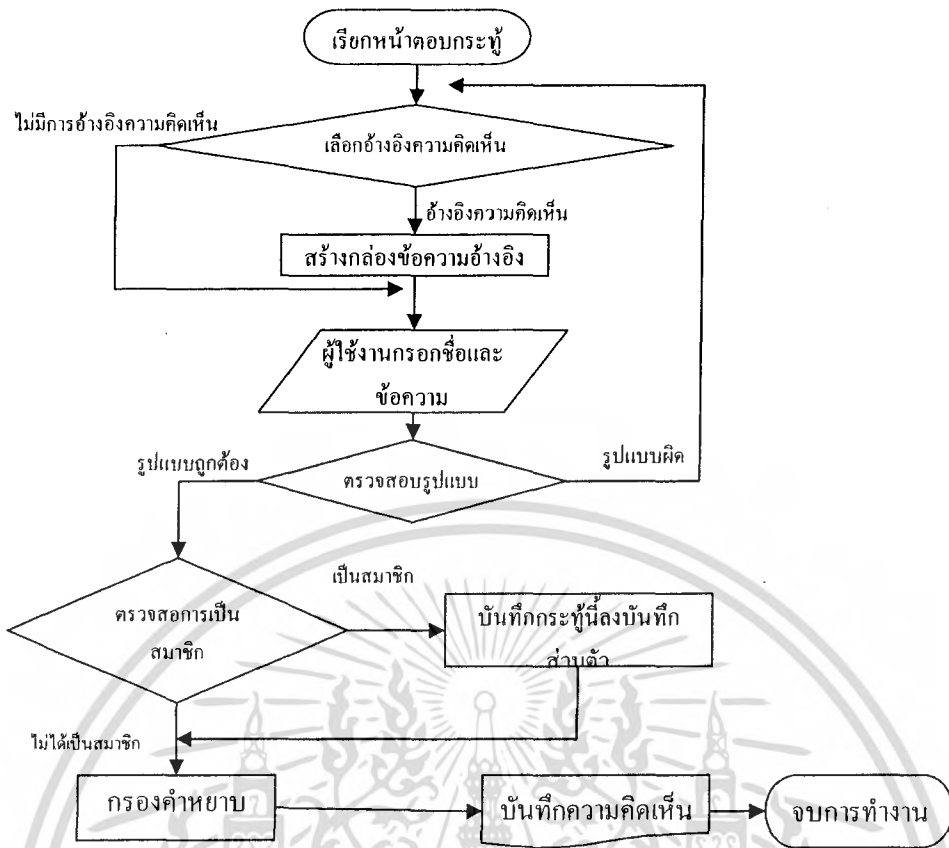 เรียกหน้าตอบกระทู้
ไม่มีการอ้างอิงความคิดเห็น
เลือกอ้างอิงความคิดเห็น
อ้างอิงความคิดเห็น
สร้างกล่องข้อความอ้างอิง
ผู้ใช้งานกรอกชื่อและ
ข้อความ
รูปแบบถูกต้อง
ตรวจสอบรูปแบบ
รูปแบบผิด
ตรวจสอการเป็น
สมาชิก
เป็นสมาชิก
บันทึกกระทู้นี้ลงบันทึก
ส่วนตัว
ไม่ได้เป็นสมาชิก
กรองคำหยาบ
บันทึกความคิดเห็น
จบการทำงาน